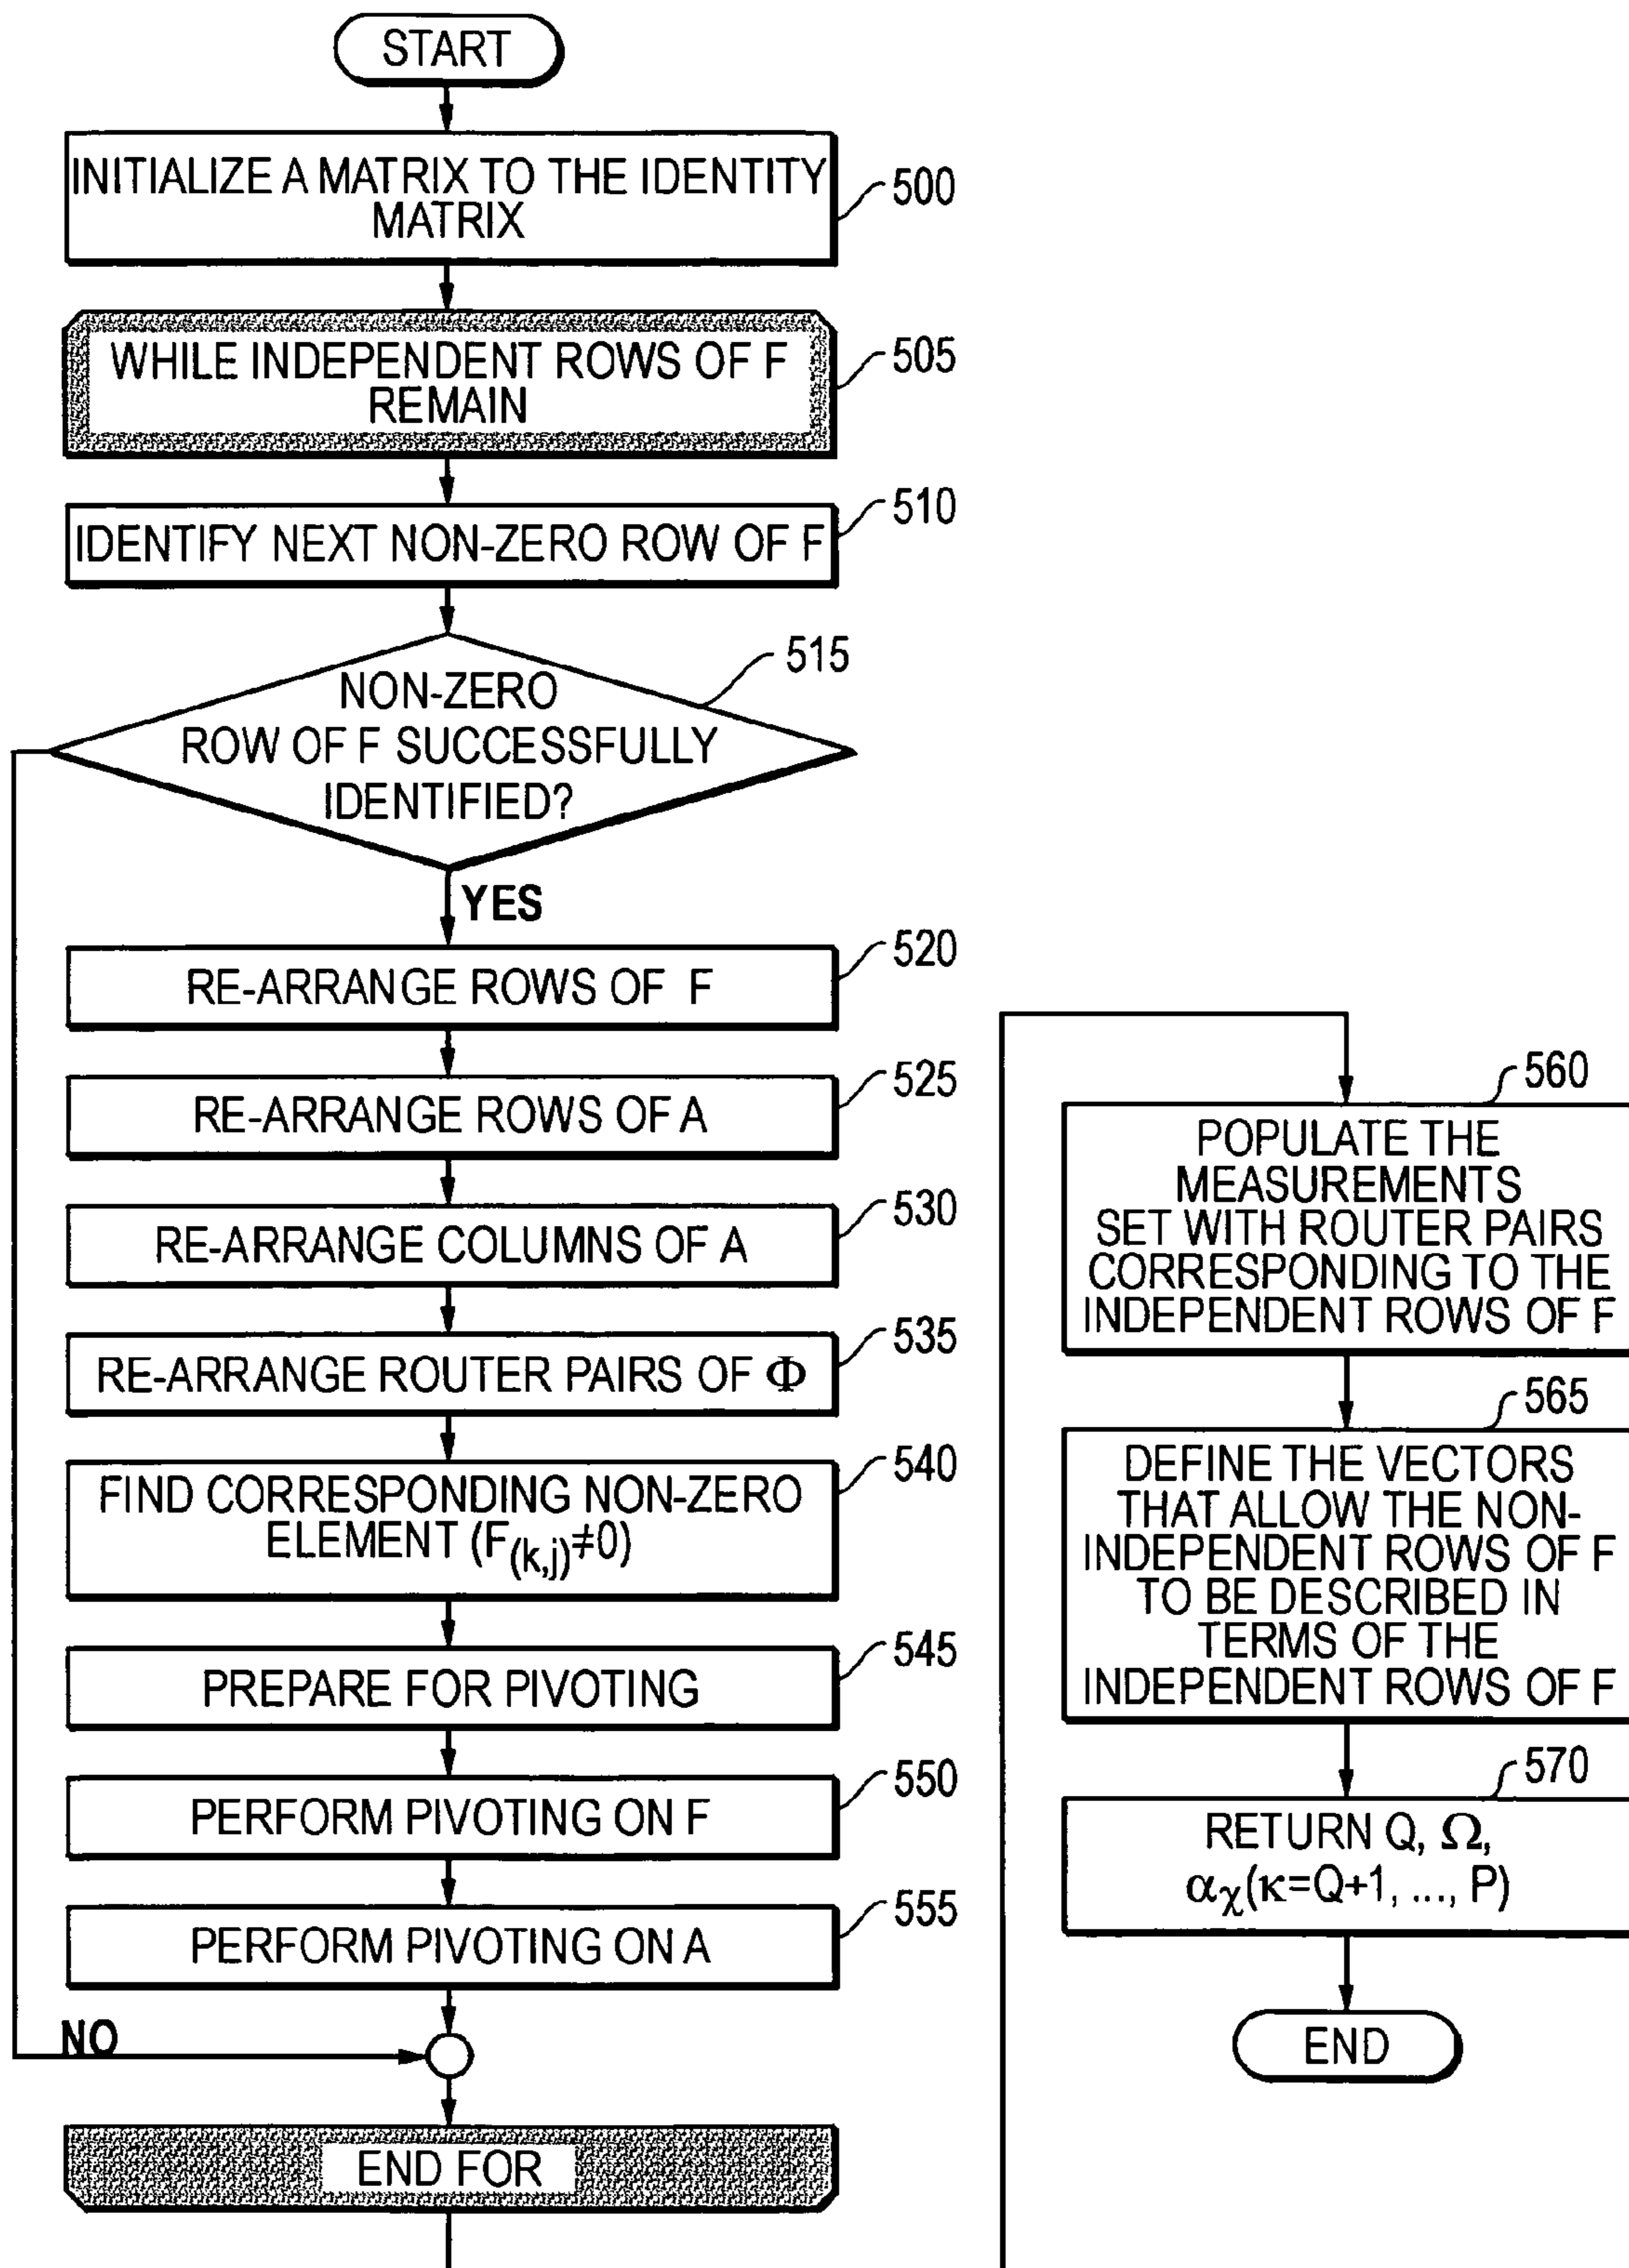 START
INITIALIZE A MATRIX TO THE IDENTITY
MATRIX
500
WHILE INDEPENDENT ROWS OF F
REMAIN
505
IDENTIFY NEXT NON-ZERO ROW OF F
510
NON-ZERO
ROW OF F SUCCESSFULLY
IDENTIFIED?
515
YES
RE-ARRANGE ROWS OF F
520
RE-ARRANGE ROWS OF A
525
RE-ARRANGE COLUMNS OF A
530
RE-ARRANGE ROUTER PAIRS OF Φ
535
FIND CORRESPONDING NON-ZERO
ELEMENT (F(k,j)≠0)
540
PREPARE FOR PIVOTING
545
PERFORM PIVOTING ON F
550
PERFORM PIVOTING ON A
555
NO
END FOR
560
POPULATE THE
MEASUREMENTS
SET WITH ROUTER PAIRS
CORRESPONDING TO THE
INDEPENDENT ROWS OF F
565
DEFINE THE VECTORS
THAT ALLOW THE NON-
INDEPENDENT ROWS OF F
TO BE DESCRIBED IN
TERMS OF THE
INDEPENDENT ROWS OF F
570
RETURN Q, Ω,
αχ(κ=Q+1, ..., P)
END